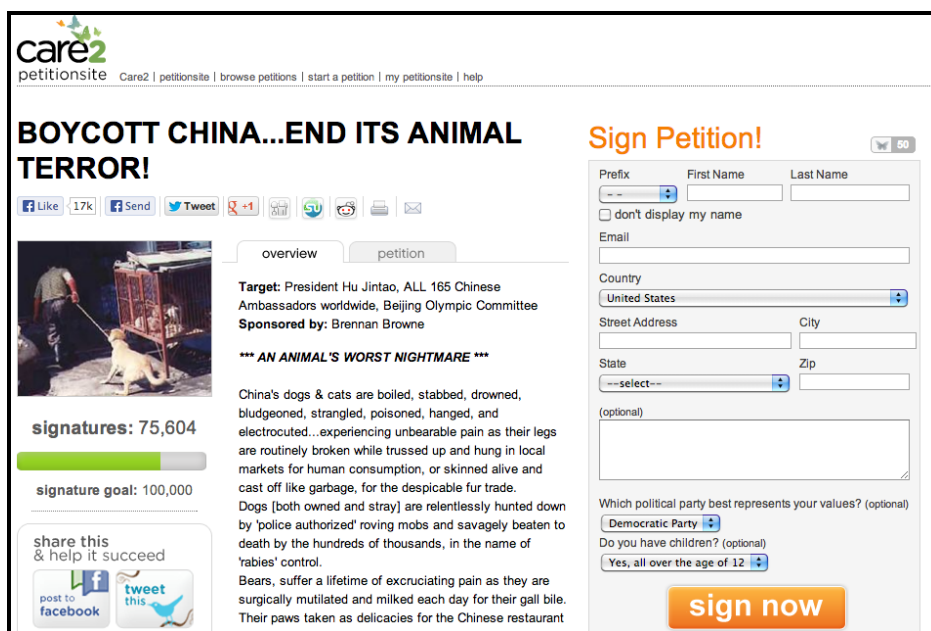 care2
petitionsite
Care2 | petitionsite | browse petitions | start a petition | my petitionsite | help
BOYCOTT CHINA...END ITS ANIMAL
TERROR!
Like 17k Send Tweet +1
overview
petition
Target: President Hu Jintao, ALL 165 Chinese
Ambassadors worldwide, Beijing Olympic Committee
Sponsored by: Brennan Browne
*** AN ANIMAL'S WORST NIGHTMARE ***
China's dogs & cats are boiled, stabbed, drowned,
bludgeoned, strangled, poisoned, hanged, and
electrocuted...experiencing unbearable pain as their legs
are routinely broken while trussed up and hung in local
markets for human consumption, or skinned alive and
cast off like garbage, for the despicable fur trade.
Dogs [both owned and stray] are relentlessly hunted down
by 'police authorized' roving mobs and savagely beaten to
death by the hundreds of thousands, in the name of
'rabies' control.
Bears, suffer a lifetime of excruciating pain as they are
surgically mutilated and milked each day for their gall bile.
Their paws taken as delicacies for the Chinese restaurant
signatures: 75,604
signature goal: 100,000
share this
& help it succeed
post to
facebook
tweet
this
Sign Petition!
50
Prefix First Name Last Name
- -
don't display my name
Email
Country
United States
Street Address City
State Zip
--select--
(optional)
Which political party best represents your values? (optional)
Democratic Party
Do you have children? (optional)
Yes, all over the age of 12
sign now